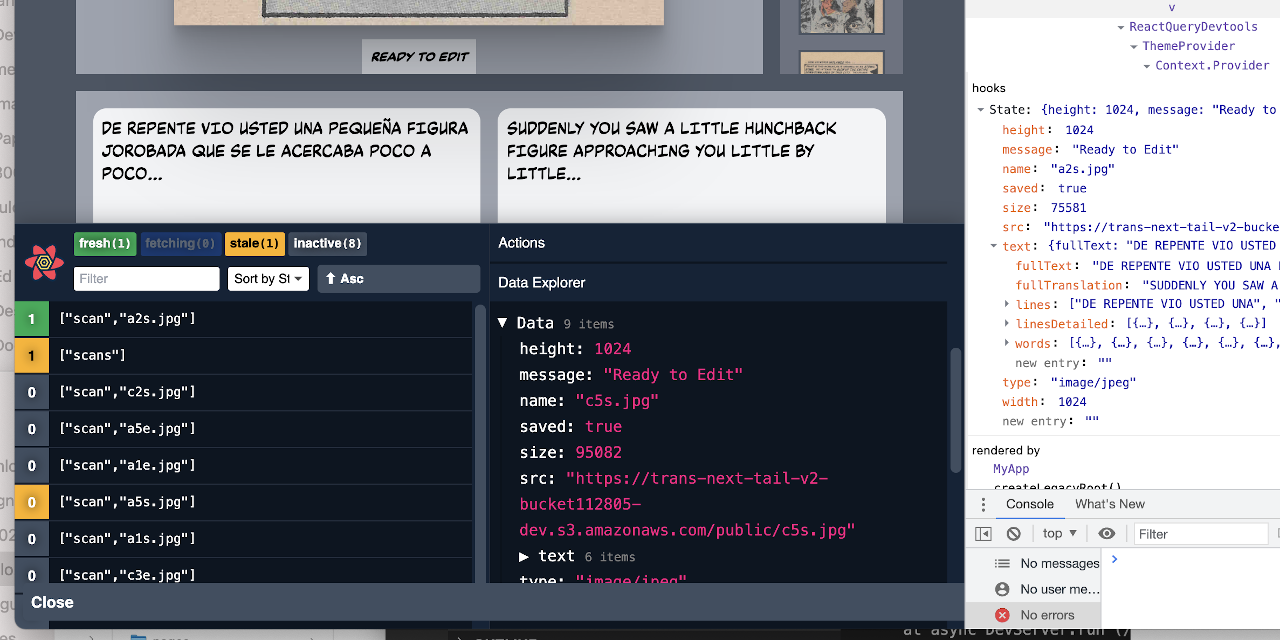 READY TO EDIT
DE REPENTE VIO USTED UNA PEQUEÑA FIGURA
JOROBADA QUE SE LE ACERCABA POCO A
POCO...
SUDDENLY YOU SAW A LITTLE HUNCHBACK
FIGURE APPROACHING YOU LITTLE BY
LITTLE...
fresh(1) fetching(0) stale(1) inactive(8)
Filter Sort by St ⬆ Asc
1 ["scan","a2s.jpg"]
1 ["scans"]
0 ["scan","c2s.jpg"]
0 ["scan","a5e.jpg"]
0 ["scan","a1e.jpg"]
0 ["scan","a5s.jpg"]
0 ["scan","a1s.jpg"]
0 ["scan","c3e.jpg"]
Close
Actions
Data Explorer
▼ Data 9 items
height: 1024
message: "Ready to Edit"
name: "c5s.jpg"
saved: true
size: 95082
src: "https://trans-next-tail-v2-
bucket112805-
dev.s3.amazonaws.com/public/c5s.jpg"
▶ text 6 items
type: "image/jpeg"
ReactQueryDevtools
ThemeProvider
Context.Provider
hooks
State: {height: 1024, message: "Ready to
height: 1024
message: "Ready to Edit"
name: "a2s.jpg"
saved: true
size: 75581
src: "https://trans-next-tail-v2-bucke
text: {fullText: "DE REPENTE VIO USTED
fullText: "DE REPENTE VIO USTED UNA
fullTranslation: "SUDDENLY YOU SAW A
lines: ["DE REPENTE VIO USTED UNA", "
linesDetailed: [{…}, {…}, {…}, {…}]
words: [{…}, {…}, {…}, {…}, {…}, {…},
new entry: ""
type: "image/jpeg"
width: 1024
new entry: ""
rendered by
MyApp
createLegacyRoot()
Console What's New
top ▼ Filter
No messages
No user me…
No errors
at async DevServer.run (